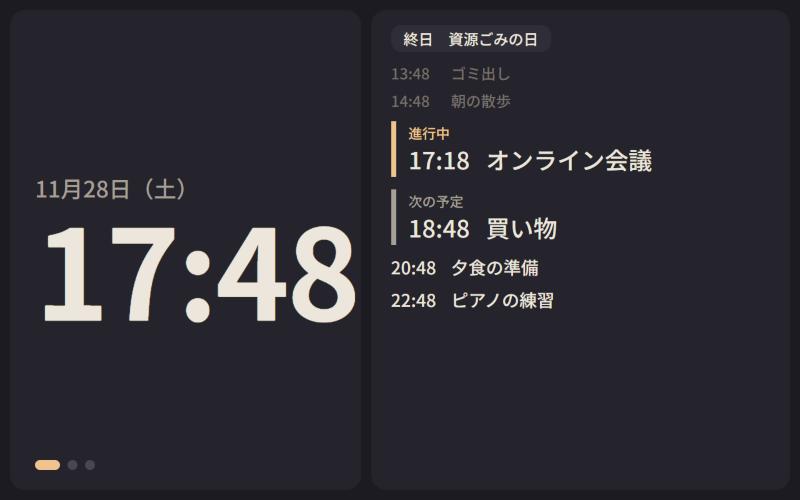 11月28日（土）
17:48
終日　資源ごみの日
13:48　ゴミ出し
14:48　朝の散歩
進行中
17:18　オンライン会議
次の予定
18:48　買い物
20:48　夕食の準備
22:48　ピアノの練習